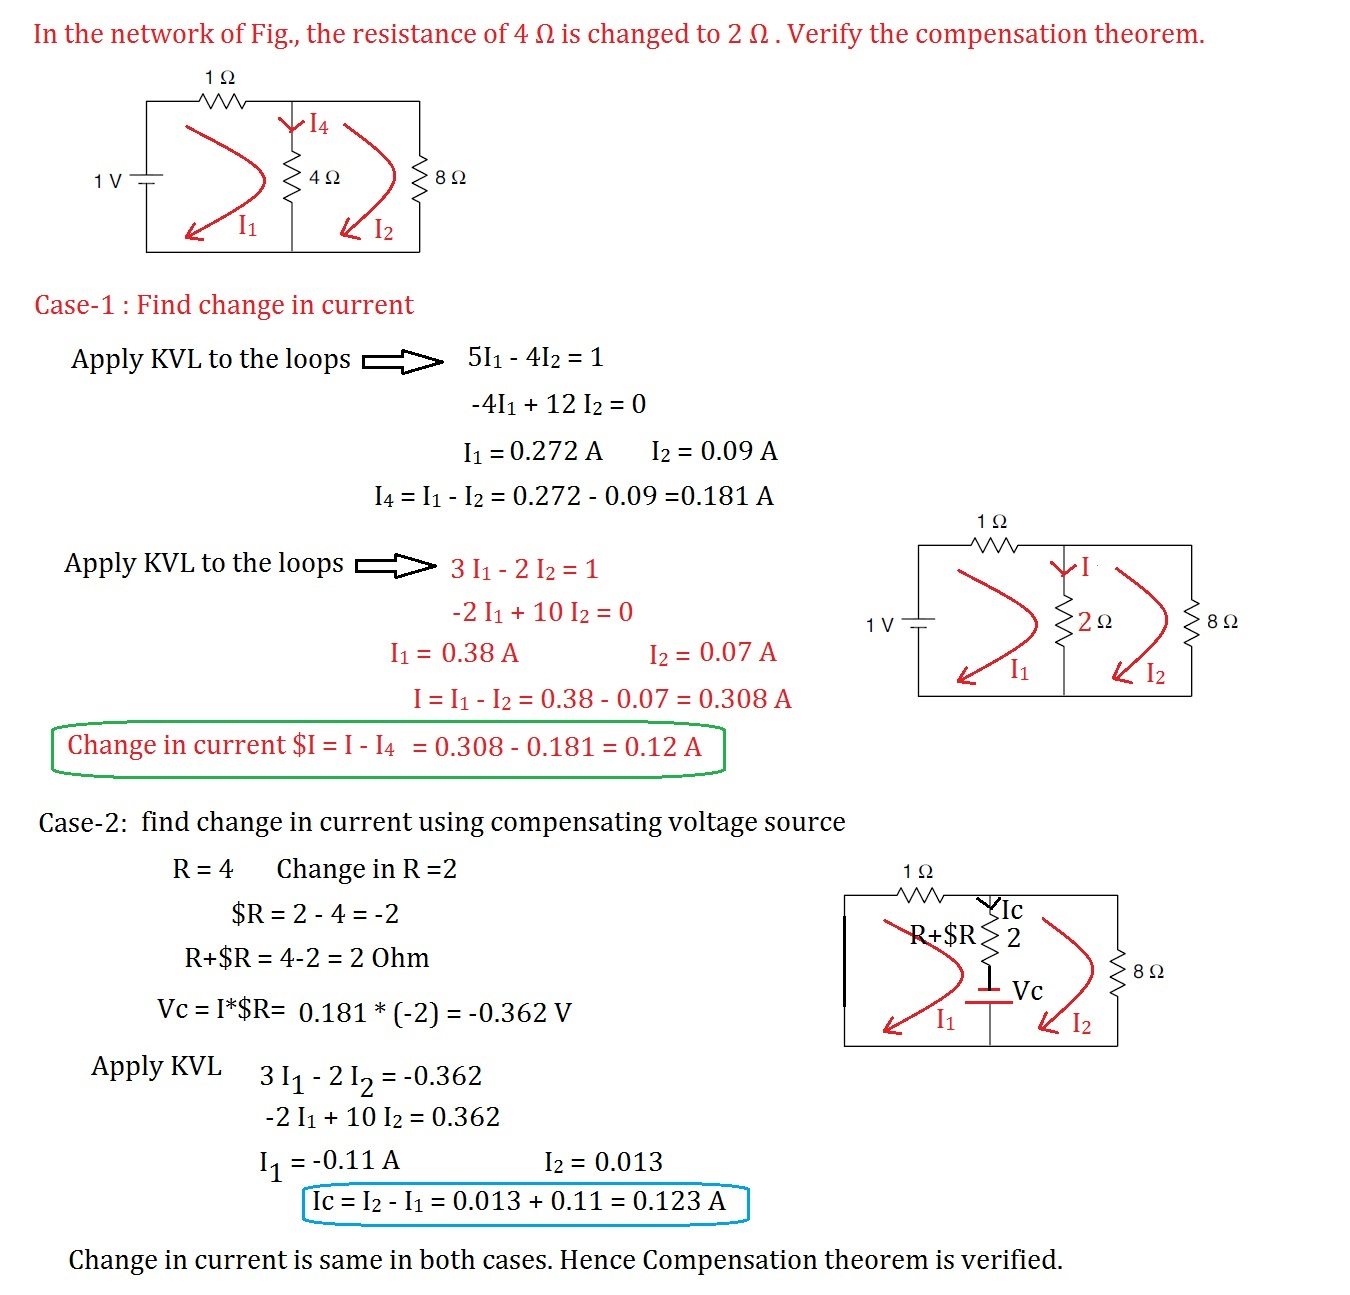 In the network of Fig., the resistance of 4 Ω is changed to 2 Ω . Verify the compensation theorem.
1 Ω
I4
1 V
4 Ω
8 Ω
I1
I2
Case-1 : Find change in current
Apply KVL to the loops
5I1 - 4I2 = 1
-4I1 + 12 I2 = 0
I1 = 0.272 A I2 = 0.09 A
I4 = I1 - I2 = 0.272 - 0.09 =0.181 A
Apply KVL to the loops
3 I1 - 2 I2 = 1
-2 I1 + 10 I2 = 0
I1 = 0.38 A I2 = 0.07 A
I = I1 - I2 = 0.38 - 0.07 = 0.308 A
Change in current $I = I - I4 = 0.308 - 0.181 = 0.12 A
1 Ω
I
1 V
2 Ω
8 Ω
I1
I2
Case-2: find change in current using compensating voltage source
R = 4 Change in R =2
$R = 2 - 4 = -2
R+$R = 4-2 = 2 Ohm
Vc = I*$R= 0.181 * (-2) = -0.362 V
1 Ω
Ic
R+$R
2
8 Ω
Vc
I1
I2
Apply KVL
3 I1 - 2 I2 = -0.362
-2 I1 + 10 I2 = 0.362
I1 = -0.11 A I2 = 0.013
Ic = I2 - I1 = 0.013 + 0.11 = 0.123 A
Change in current is same in both cases. Hence Compensation theorem is verified.